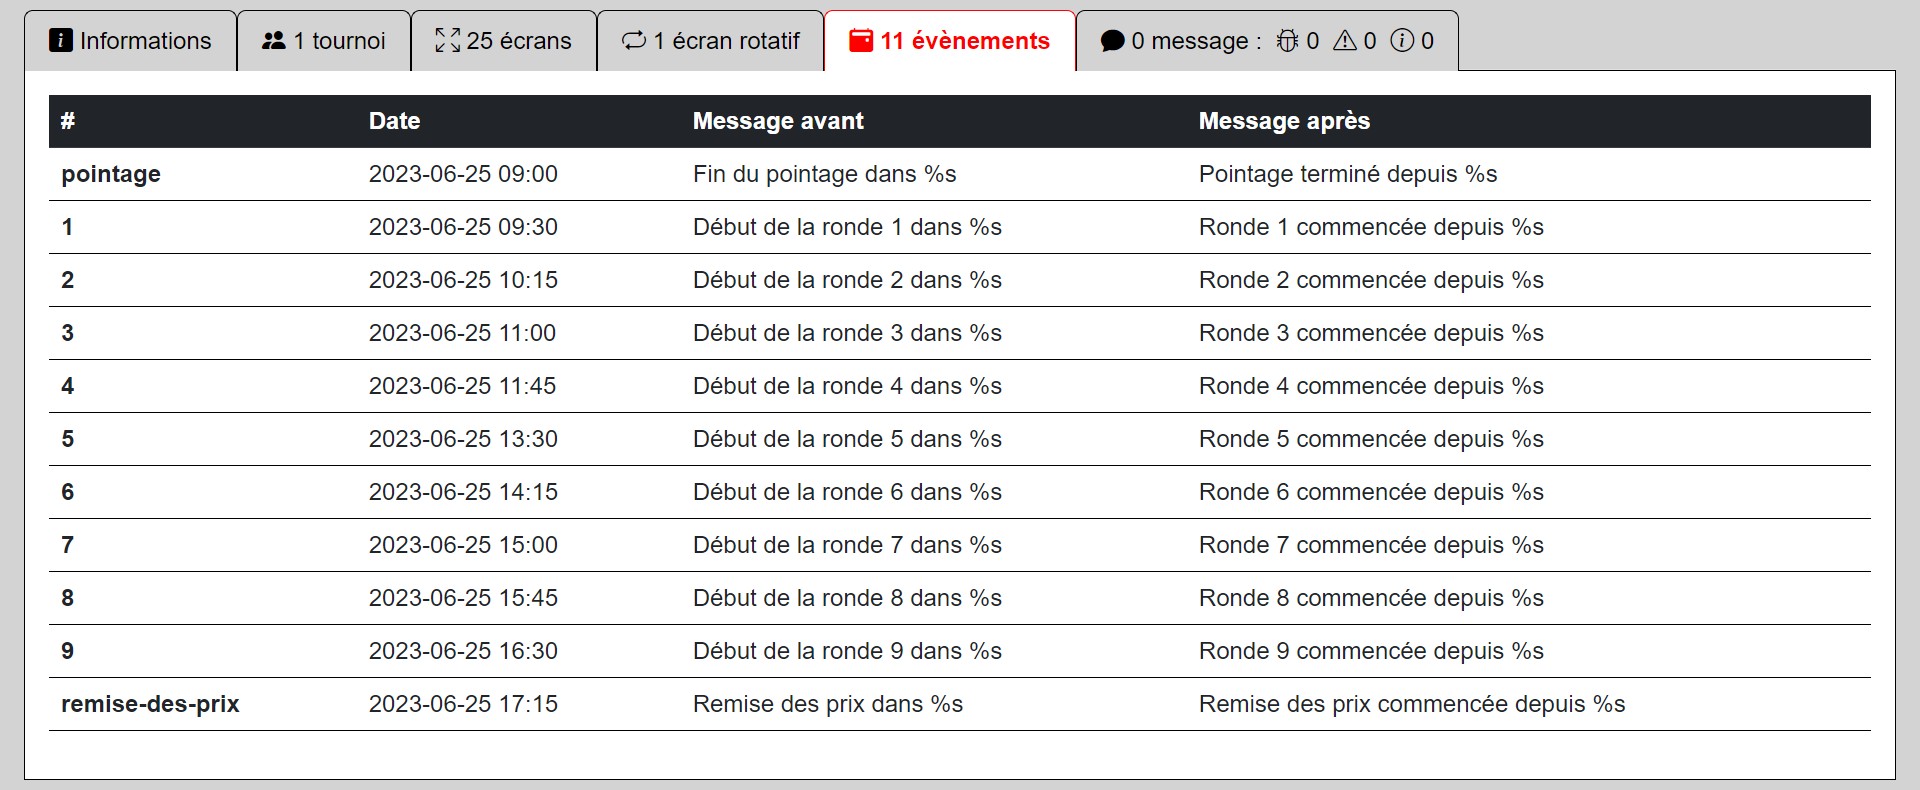 Informations 1 tournoi 25 écrans 1 écran rotatif 11 évènements 0 message : 0 0 0
# Date Message avant Message après
pointage 2023-06-25 09:00 Fin du pointage dans %s Pointage terminé depuis %s
1 2023-06-25 09:30 Début de la ronde 1 dans %s Ronde 1 commencée depuis %s
2 2023-06-25 10:15 Début de la ronde 2 dans %s Ronde 2 commencée depuis %s
3 2023-06-25 11:00 Début de la ronde 3 dans %s Ronde 3 commencée depuis %s
4 2023-06-25 11:45 Début de la ronde 4 dans %s Ronde 4 commencée depuis %s
5 2023-06-25 13:30 Début de la ronde 5 dans %s Ronde 5 commencée depuis %s
6 2023-06-25 14:15 Début de la ronde 6 dans %s Ronde 6 commencée depuis %s
7 2023-06-25 15:00 Début de la ronde 7 dans %s Ronde 7 commencée depuis %s
8 2023-06-25 15:45 Début de la ronde 8 dans %s Ronde 8 commencée depuis %s
9 2023-06-25 16:30 Début de la ronde 9 dans %s Ronde 9 commencée depuis %s
remise-des-prix 2023-06-25 17:15 Remise des prix dans %s Remise des prix commencée depuis %s